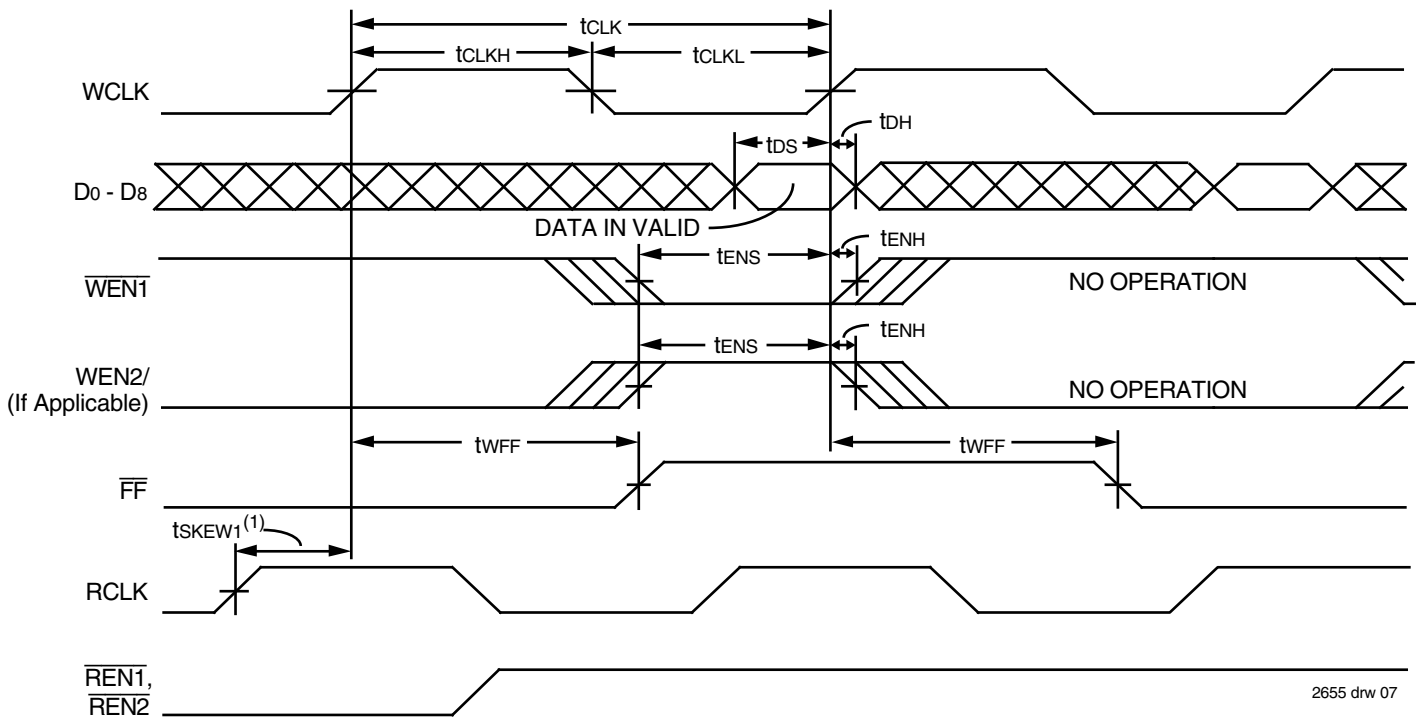 tCLK
tCLKH
tCLKL
WCLK
tDH
tDS
D0 - D8
DATA IN VALID
tENH
tENS
WEN1
NO OPERATION
tENH
tENS
WEN2/
(If Applicable)
NO OPERATION
tWFF
tWFF
FF
tSKEW1(1)
RCLK
REN1,
REN2
2655 drw 07